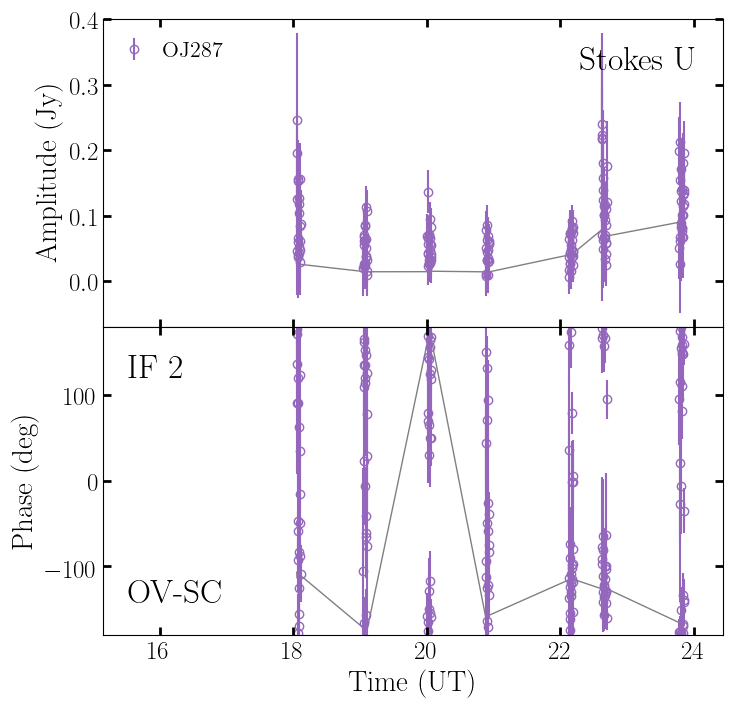 0.4
OJ287
Stokes U
0.3
0.2
0.1
0.0
Amplitude (Jy)
IF 2
100
0
−100
Phase (deg)
OV-SC
16 18 20 22 24
Time (UT)